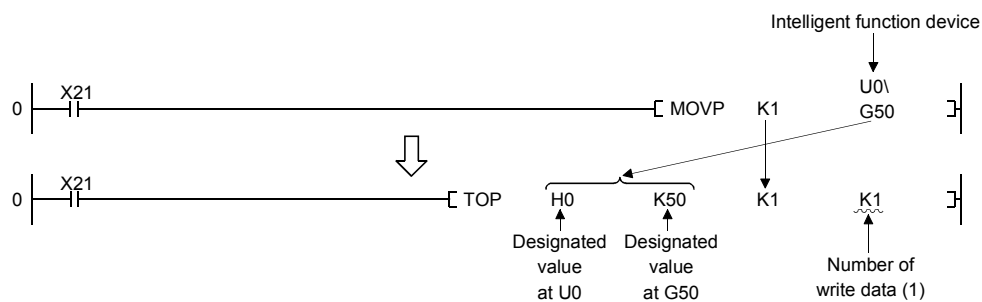 Intelligent function device
X21
U0\
0
MOVP K1 G50
X21
0
TOP H0 K50 K1 K1
Designated Designated
value value
at U0 at G50
Number of
write data (1)